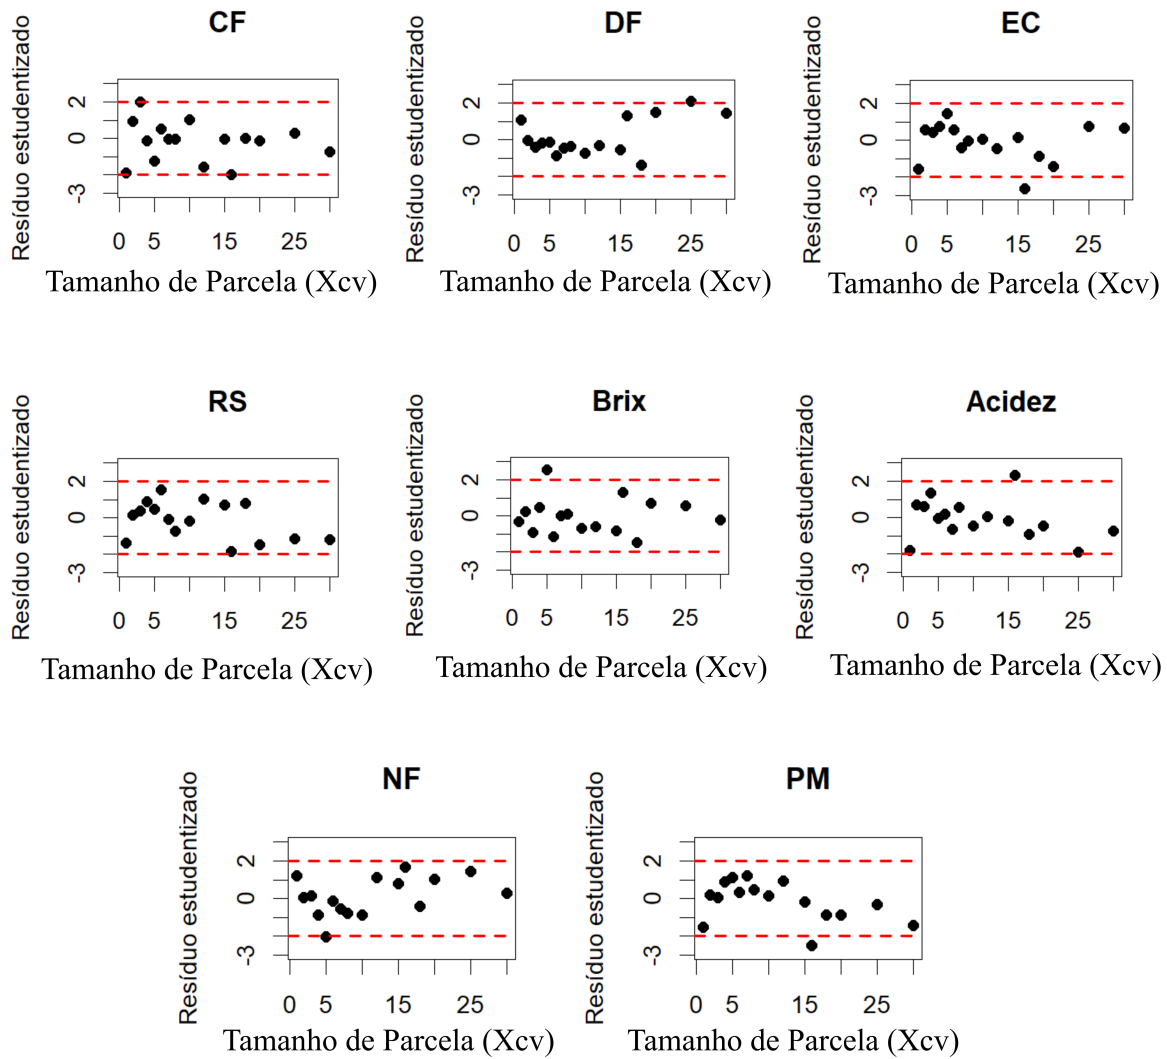 CF
DF
EC
Resíduo estudentizado
2
0
-3
0 5 15 25
Tamanho de Parcela (Xcv)
Resíduo estudentizado
2
0
-3
0 5 15 25
Tamanho de Parcela (Xcv)
Resíduo estudentizado
2
0
-3
0 5 15 25
Tamanho de Parcela (Xcv)
RS
Brix
Acidez
Resíduo estudentizado
2
0
-3
0 5 15 25
Tamanho de Parcela (Xcv)
Resíduo estudentizado
2
0
-3
0 5 15 25
Tamanho de Parcela (Xcv)
Resíduo estudentizado
2
0
-3
0 5 15 25
Tamanho de Parcela (Xcv)
NF
PM
Resíduo estudentizado
2
0
-3
0 5 15 25
Tamanho de Parcela (Xcv)
Resíduo estudentizado
2
0
-3
0 5 15 25
Tamanho de Parcela (Xcv)